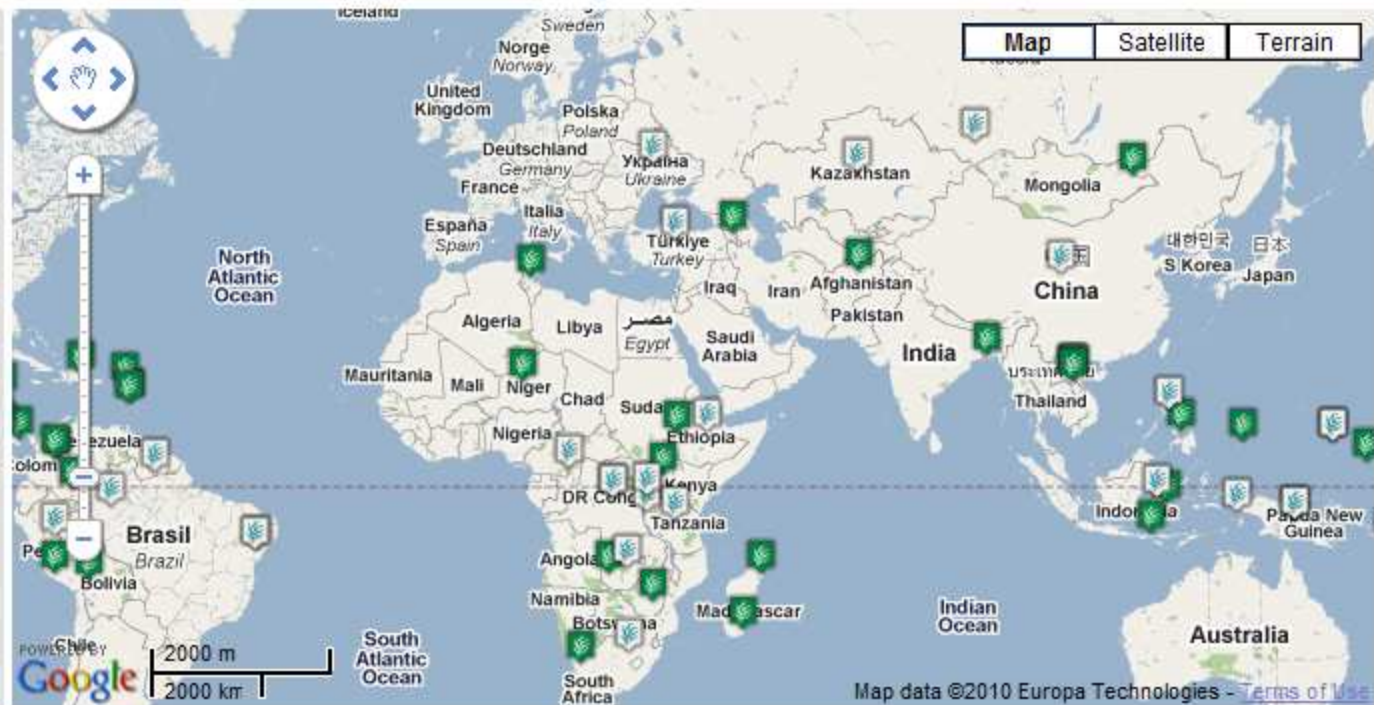 Iceland
Sweden
Map
Satellite
Terrain
Norge
Norway
United
Kingdom
Polska
Poland
Deutschland
Germany
Україна
Ukraine
Kazakhstan
Mongolia
France
Italia
Italy
España
Spain
Türkiye
Turkey
대한민국
S Korea
日本
Japan
North
Atlantic
Ocean
Iraq
Iran
Afghanistan
China
Pakistan
Algeria
Libya
مصر
Egypt
Saudi
Arabia
India
Mauritania
Mali
Niger
Chad
Thailand
Nigeria
Ethiopia
Kenya
Tanzania
Papua New
Guinea
Brasil
Brazil
Bolivia
Angola
Namibia
Indian
Ocean
Australia
Chile
POWERED BY
Google
2000 m
2000 km
South
Atlantic
Ocean
South
Africa
Map data ©2010 Europa Technologies - Terms of Use